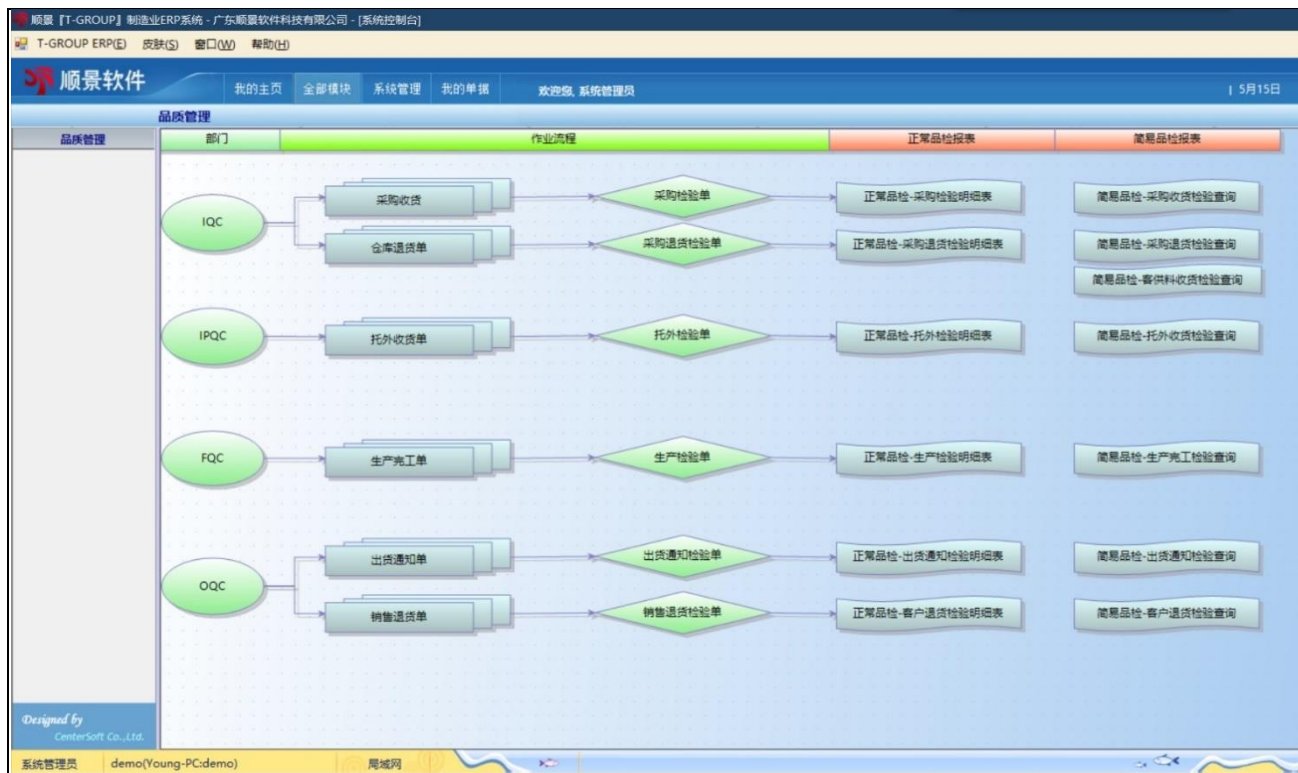 顺景『T-GROUP』制造业ERP系统 - 广东顺景软件科技有限公司 - [系统控制台]
T-GROUP ERP(E) 皮肤(S) 窗口(W) 帮助(H)
顺景软件 我的主页 全部模块 系统管理 我的单据 欢迎您, 系统管理员 | 5月15日
品质管理
品质管理 部门 作业流程 正常品检报表 简易品检报表
IQC
采购收货 采购检验单 正常品检-采购检验明细表 简易品检-采购收货检验查询
仓库退货单 采购退货检验单 正常品检-采购退货检验明细表 简易品检-采购退货检验查询
简易品检-客供料收货检验查询
IPQC 托外收货单 托外检验单 正常品检-托外检验明细表 简易品检-托外收货检验查询
FQC 生产完工单 生产检验单 正常品检-生产检验明细表 简易品检-生产完工检验查询
OQC
出货通知单 出货通知检验单 正常品检-出货通知检验明细表 简易品检-出货通知检验查询
销售退货单 销售退货检验单 正常品检-客户退货检验明细表 简易品检-客户退货检验查询
Designed by
CenterSoft Co.,Ltd.
系统管理员 demo(Young-PC:demo) 局域网